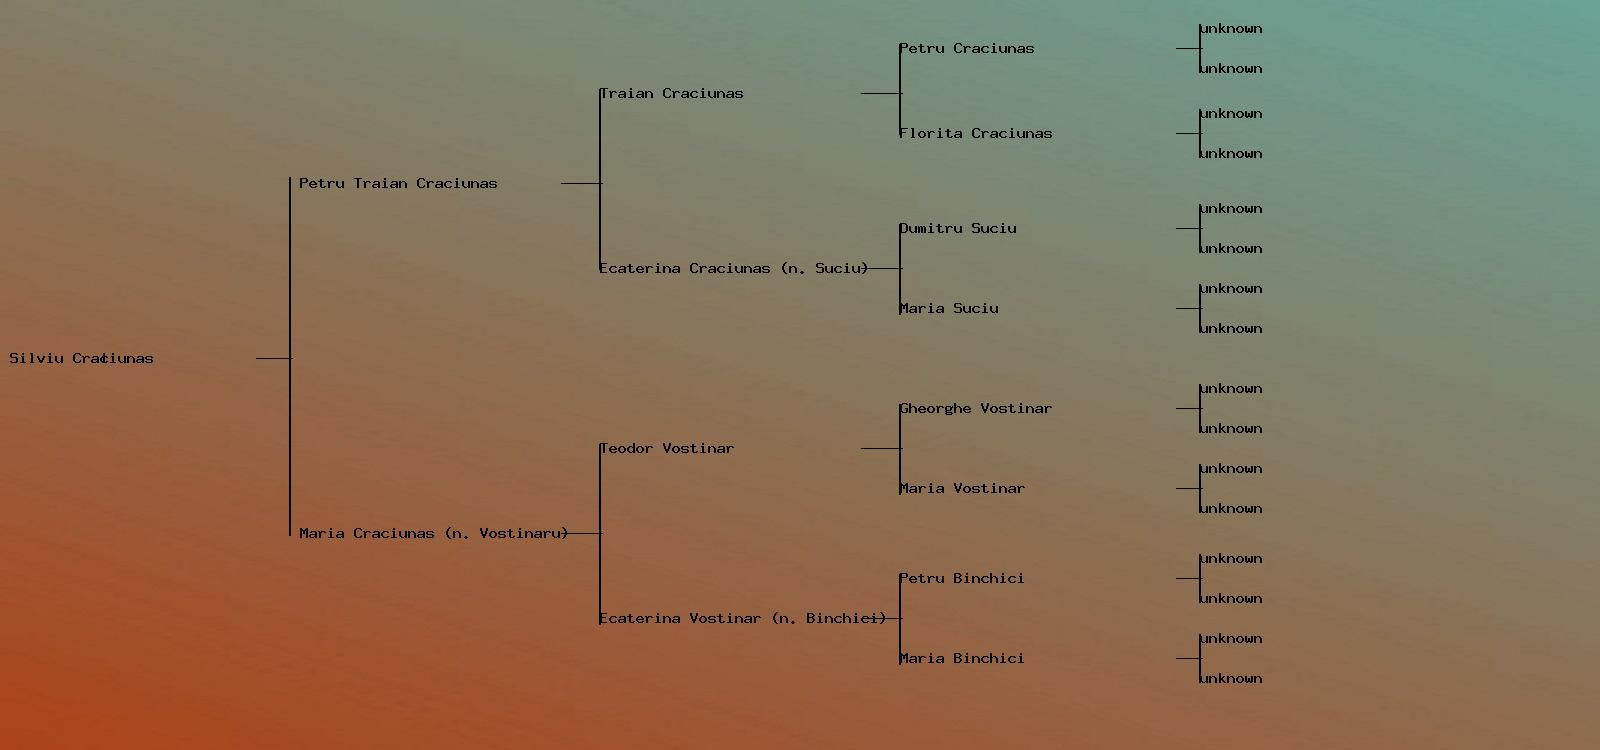 unknown
Petru Craciunas
unknown
Traian Craciunas
unknown
Florita Craciunas
unknown
Petru Traian Craciunas
unknown
Dumitru Suciu
unknown
Ecaterina Craciunas (n. Suciu)
unknown
Maria Suciu
unknown
Silviu Craciunas
unknown
Gheorghe Vostinar
unknown
Teodor Vostinar
unknown
Maria Vostinar
unknown
Maria Craciunas (n. Vostinaru)
unknown
Petru Binchici
unknown
Ecaterina Vostinar (n. Binchici)
unknown
Maria Binchici
unknown